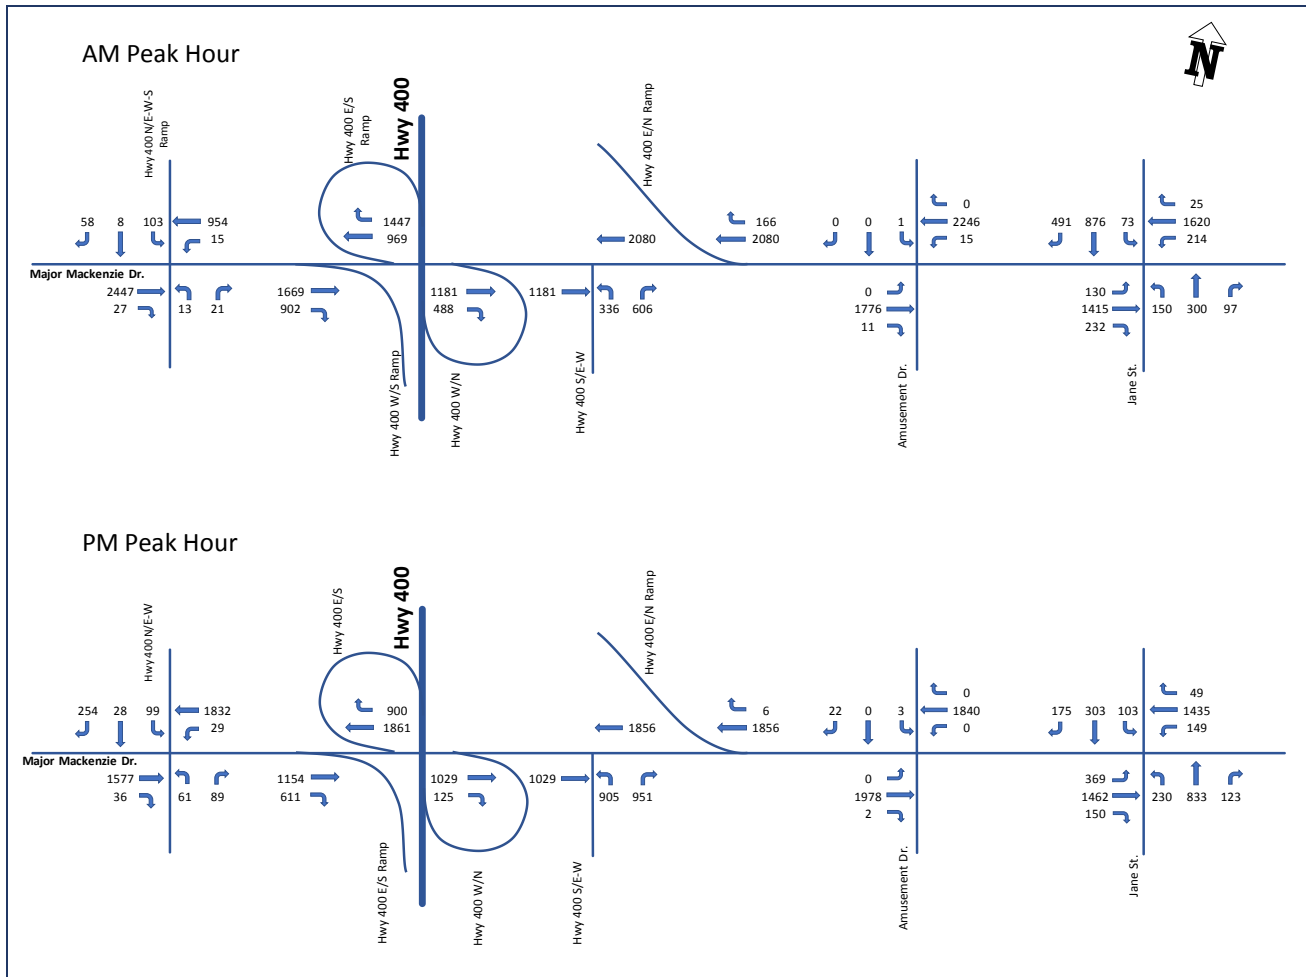 AM Peak Hour
N
Hwy 400 N/E-W-S
Ramp
Hwy 400 E/S
Ramp
Hwy 400
Hwy 400 E/N Ramp
58 8 103 954
15
1447
969
166
2080 2080
0 0 1
0
2246
15
491 876 73
25
1620
214
Major Mackenzie Dr.
2447
27 13 21
1669
902
1181
488
1181
336 606
0
1776
11
130
1415
232
150 300 97
Hwy 400 W/S Ramp
Hwy 400 W/N
Hwy 400 S/E-W
Amusement Dr.
Jane St.
PM Peak Hour
Hwy 400 N/E-W
Hwy 400 E/S
Hwy 400
Hwy 400 E/N Ramp
254 28 99 1832
29
900
1861
6
1856 1856
22 0 3
0
1840
0
175 303 103
49
1435
149
Major Mackenzie Dr.
1577
36 61 89
1154
611
1029
125
1029
905 951
0
1978
2
369
1462
150
230 833 123
Hwy 400 E/S Ramp
Hwy 400 W/N
Hwy 400 S/E-W
Amusement Dr.
Jane St.